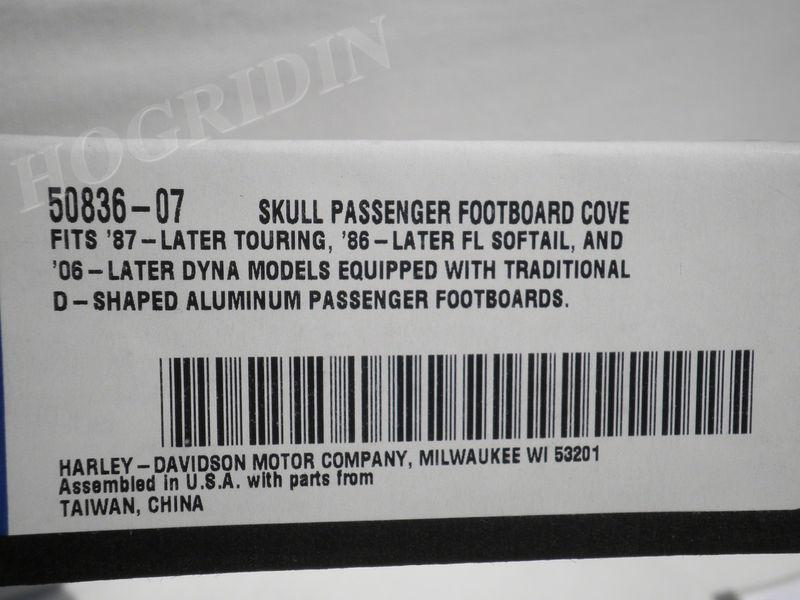 HOGRIDIN
50836-07 SKULL PASSENGER FOOTBOARD COVE
FITS '87-LATER TOURING, '86-LATER FL SOFTAIL, AND
'06-LATER DYNA MODELS EQUIPPED WITH TRADITIONAL
D-SHAPED ALUMINUM PASSENGER FOOTBOARDS.
HARLEY-DAVIDSON MOTOR COMPANY, MILWAUKEE WI 53201
Assembled in U.S.A. with parts from
TAIWAN, CHINA